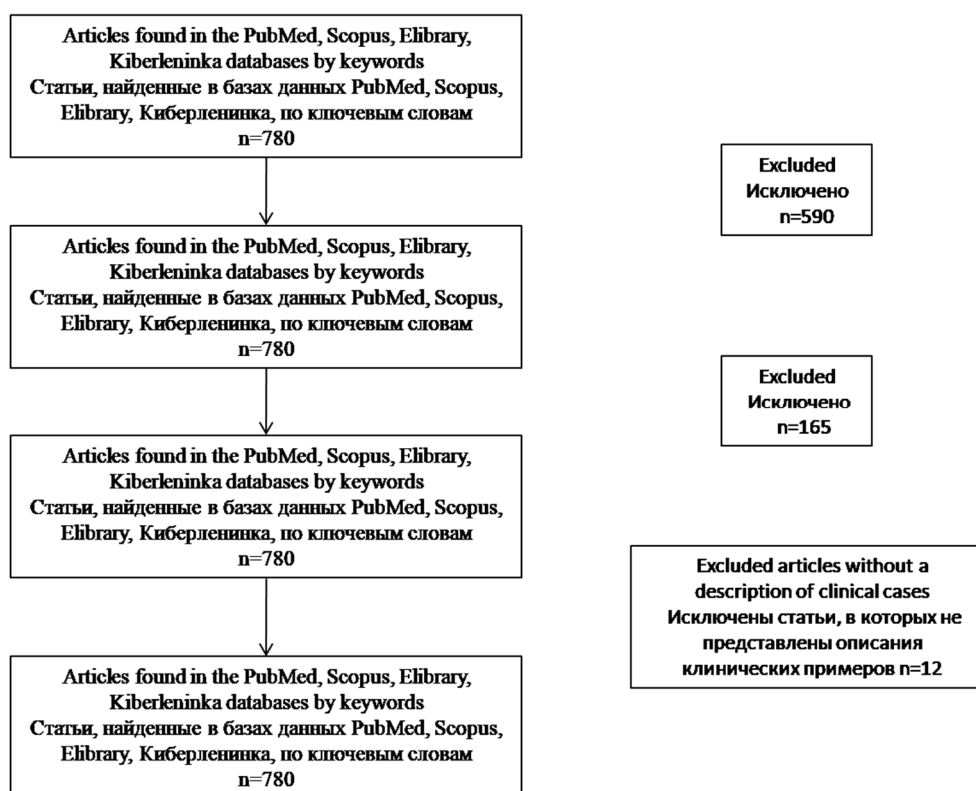 Articles found in the PubMed, Scopus, Elibrary,
Kiberleninka databases by keywords
Статьи, найденные в базах данных PubMed, Scopus,
Elibrary, Киберленинка, по ключевым словам
n=780
Excluded
Исключено
n=590
Articles found in the PubMed, Scopus, Elibrary,
Kiberleninka databases by keywords
Статьи, найденные в базах данных PubMed, Scopus,
Elibrary, Киберленинка, по ключевым словам
n=780
Excluded
Исключено
n=165
Articles found in the PubMed, Scopus, Elibrary,
Kiberleninka databases by keywords
Статьи, найденные в базах данных PubMed, Scopus,
Elibrary, Киберленинка, по ключевым словам
n=780
Excluded articles without a
description of clinical cases
Исключены статьи, в которых не
представлены описания
клинических примеров n=12
Articles found in the PubMed, Scopus, Elibrary,
Kiberleninka databases by keywords
Статьи, найденные в базах данных PubMed, Scopus,
Elibrary, Киберленинка, по ключевым словам
n=780